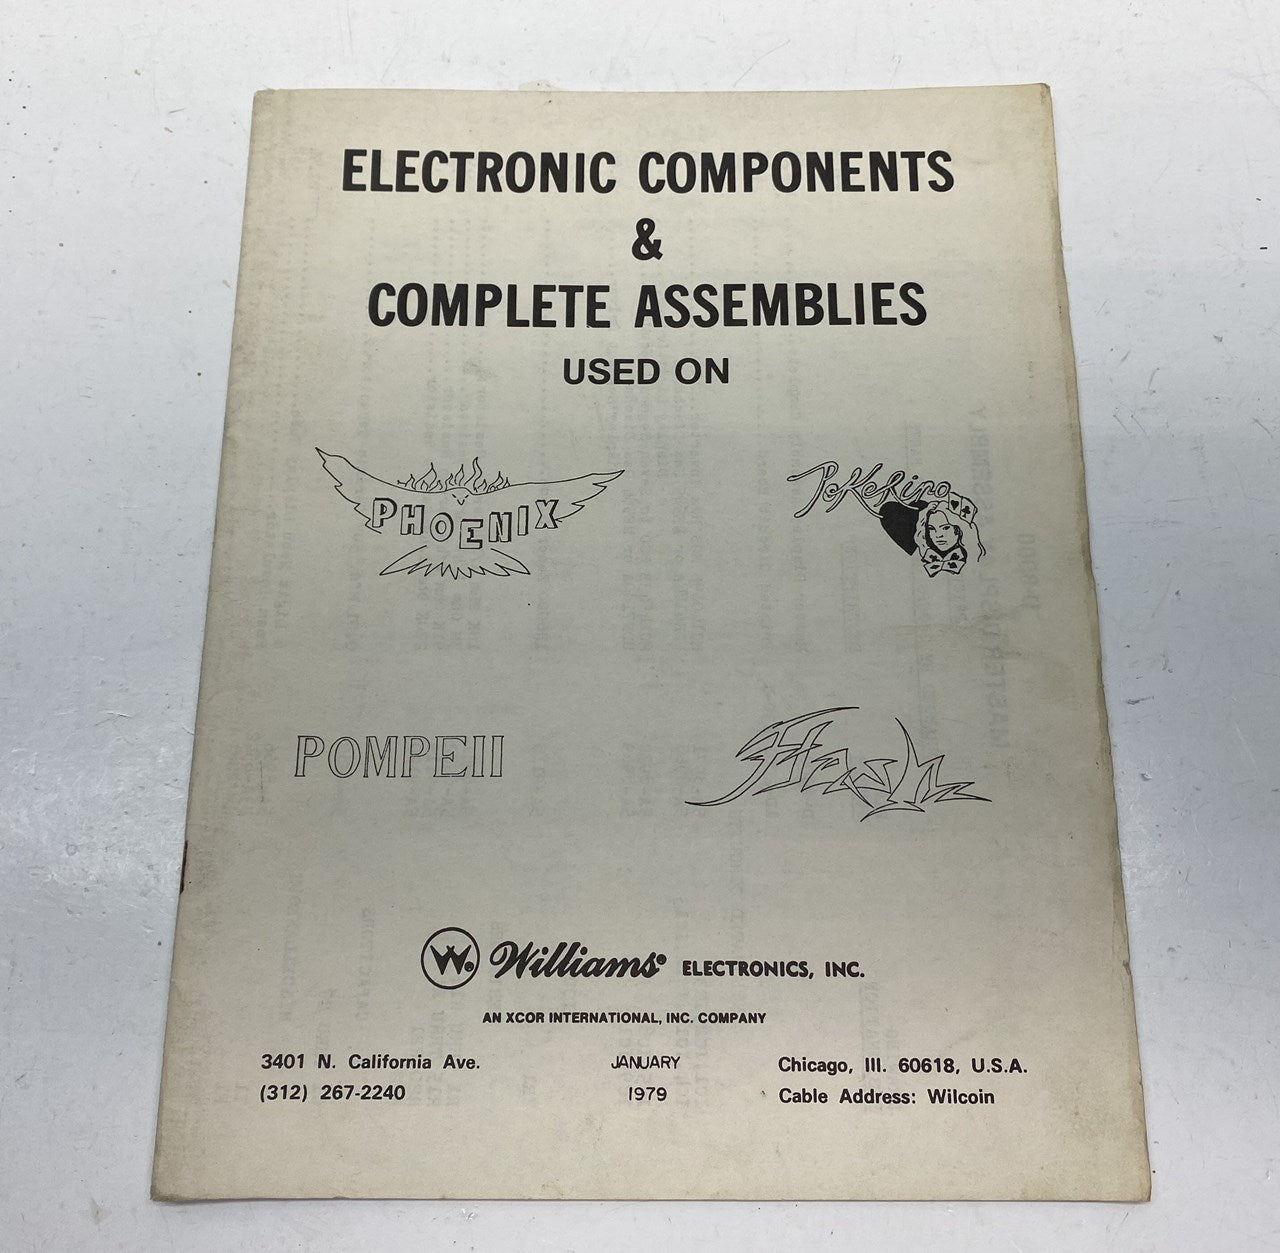 ELECTRONIC COMPONENTS
&
COMPLETE ASSEMBLIES
USED ON
PHOENIX
PoKeRino
POMPEII
Flash
W® Williams® ELECTRONICS, INC.
AN XCOR INTERNATIONAL, INC. COMPANY
3401 N. California Ave. JANUARY Chicago, Ill. 60618, U.S.A.
(312) 267-2240 1979 Cable Address: Wilcoin